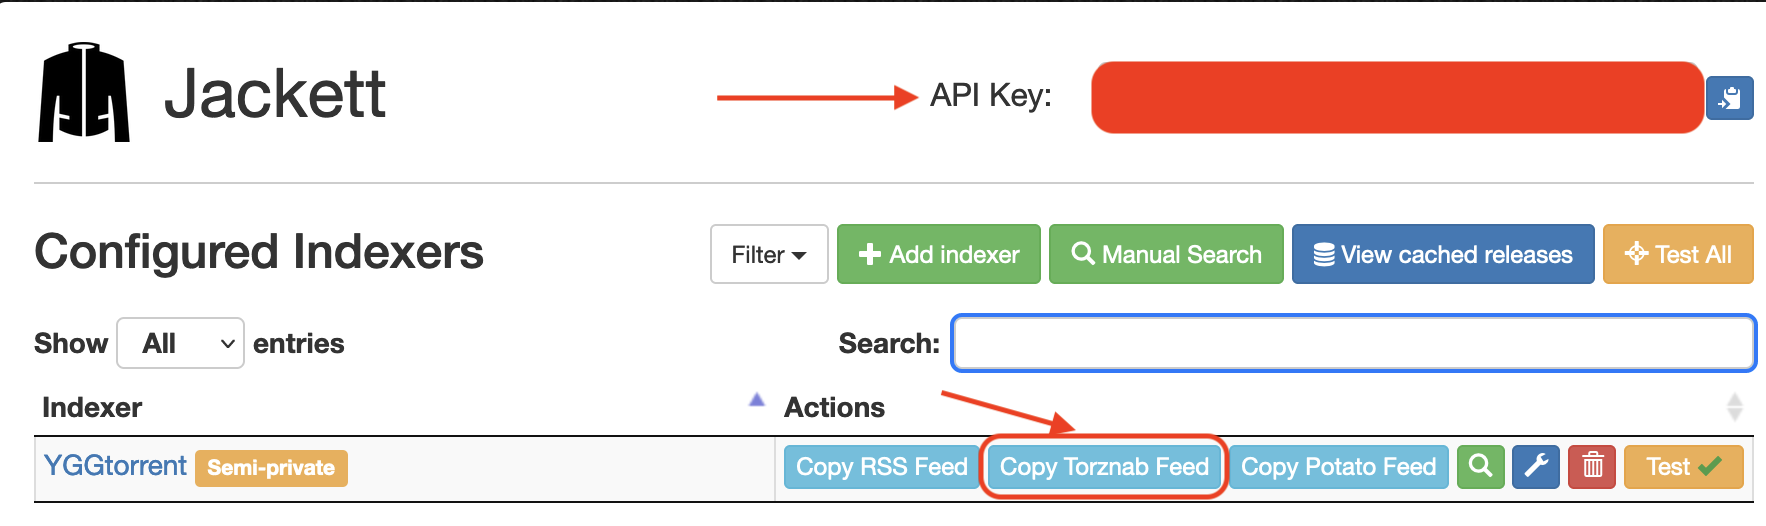 Jackett
API Key:
Configured Indexers
Filter Add indexer Manual Search View cached releases Test All
Show All entries Search:
Indexer Actions
YGGtorrent Semi-private Copy RSS Feed Copy Torznab Feed Copy Potato Feed Test